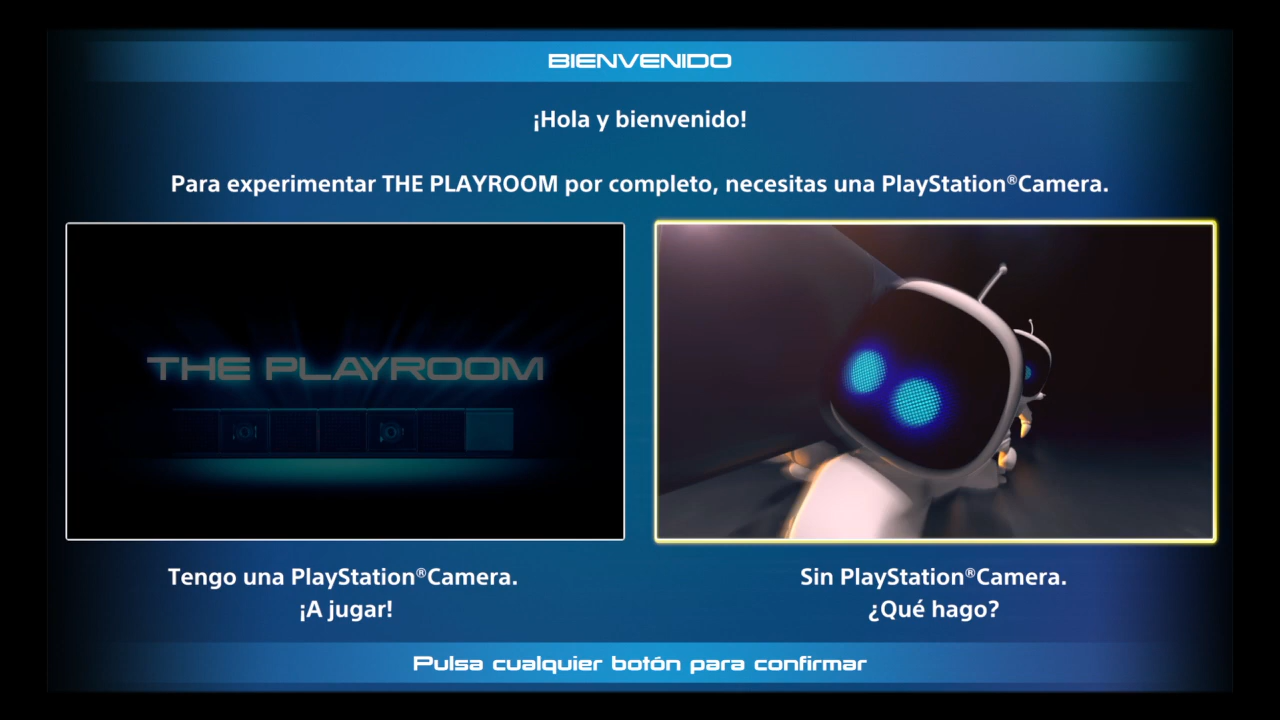 BIENVENIDO
¡Hola y bienvenido!
Para experimentar THE PLAYROOM por completo, necesitas una PlayStation®Camera.
THE PLAYROOM
Tengo una PlayStation®Camera.
¡A jugar!
Sin PlayStation®Camera.
¿Qué hago?
Pulsa cualquier botón para confirmar